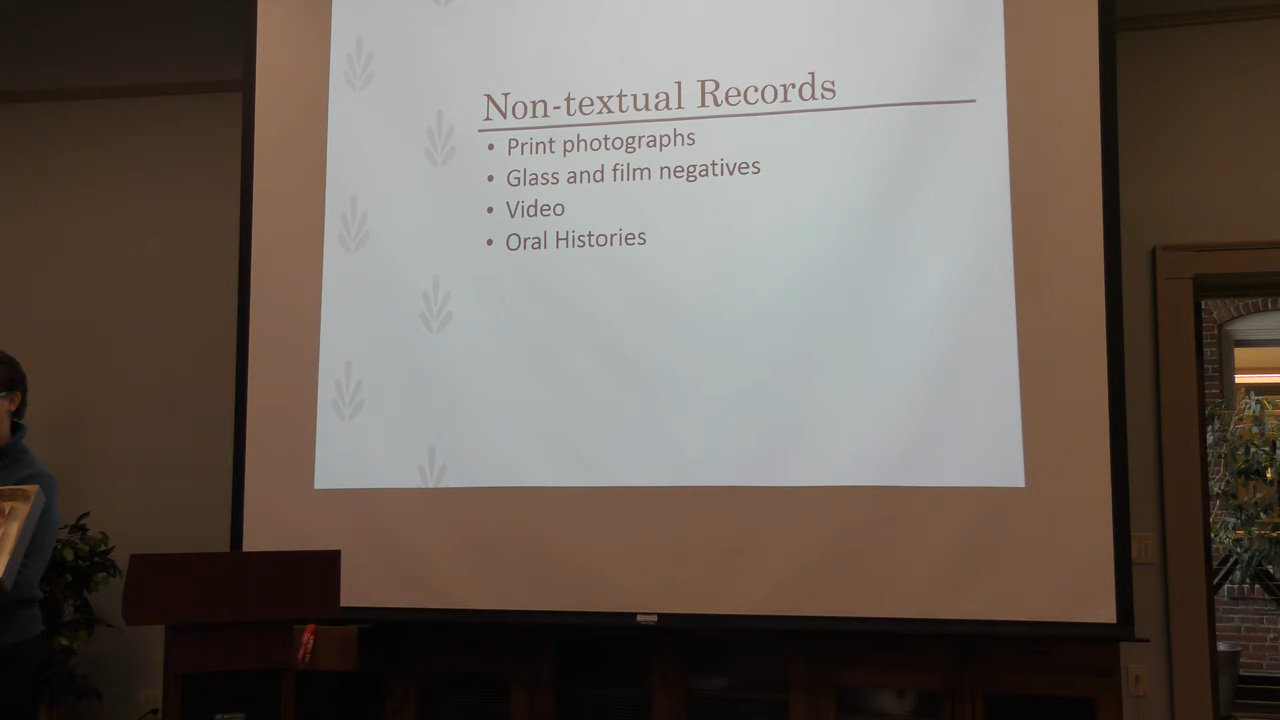 Non-textual Records
• Print photographs
• Glass and film negatives
• Video
• Oral Histories